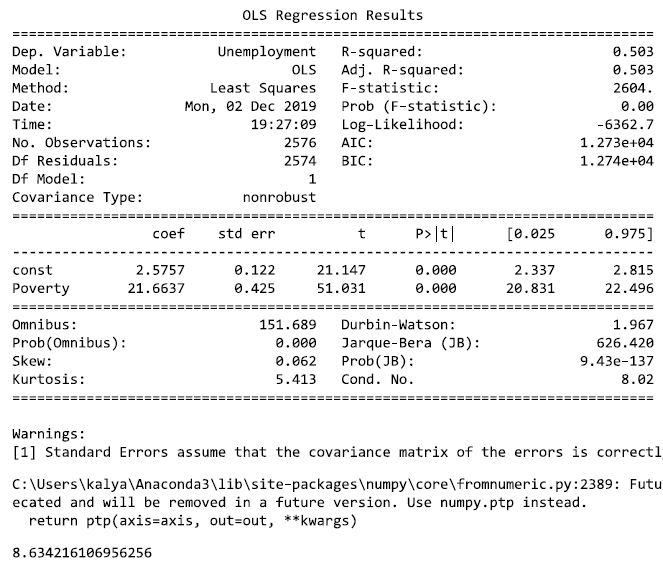 OLS Regression Results
==============================================================================
Dep. Variable: Unemployment R-squared: 0.503
Model: OLS Adj. R-squared: 0.503
Method: Least Squares F-statistic: 2604.
Date: Mon, 02 Dec 2019 Prob (F-statistic): 0.00
Time: 19:27:09 Log-Likelihood: -6362.7
No. Observations: 2576 AIC: 1.273e+04
Df Residuals: 2574 BIC: 1.274e+04
Df Model: 1
Covariance Type: nonrobust
==============================================================================
coef std err t P>|t| [0.025 0.975]
------------------------------------------------------------------------------
const 2.5757 0.122 21.147 0.000 2.337 2.815
Poverty 21.6637 0.425 51.031 0.000 20.831 22.496
==============================================================================
Omnibus: 151.689 Durbin-Watson: 1.967
Prob(Omnibus): 0.000 Jarque-Bera (JB): 626.420
Skew: 0.062 Prob(JB): 9.43e-137
Kurtosis: 5.413 Cond. No. 8.02
==============================================================================
Warnings:
[1] Standard Errors assume that the covariance matrix of the errors is correctl
C:\Users\kalya\Anaconda3\lib\site-packages\numpy\core\fromnumeric.py:2389: Futu
ecated and will be removed in a future version. Use numpy.ptp instead.
return ptp(axis=axis, out=out, **kwargs)
8.634216106956256